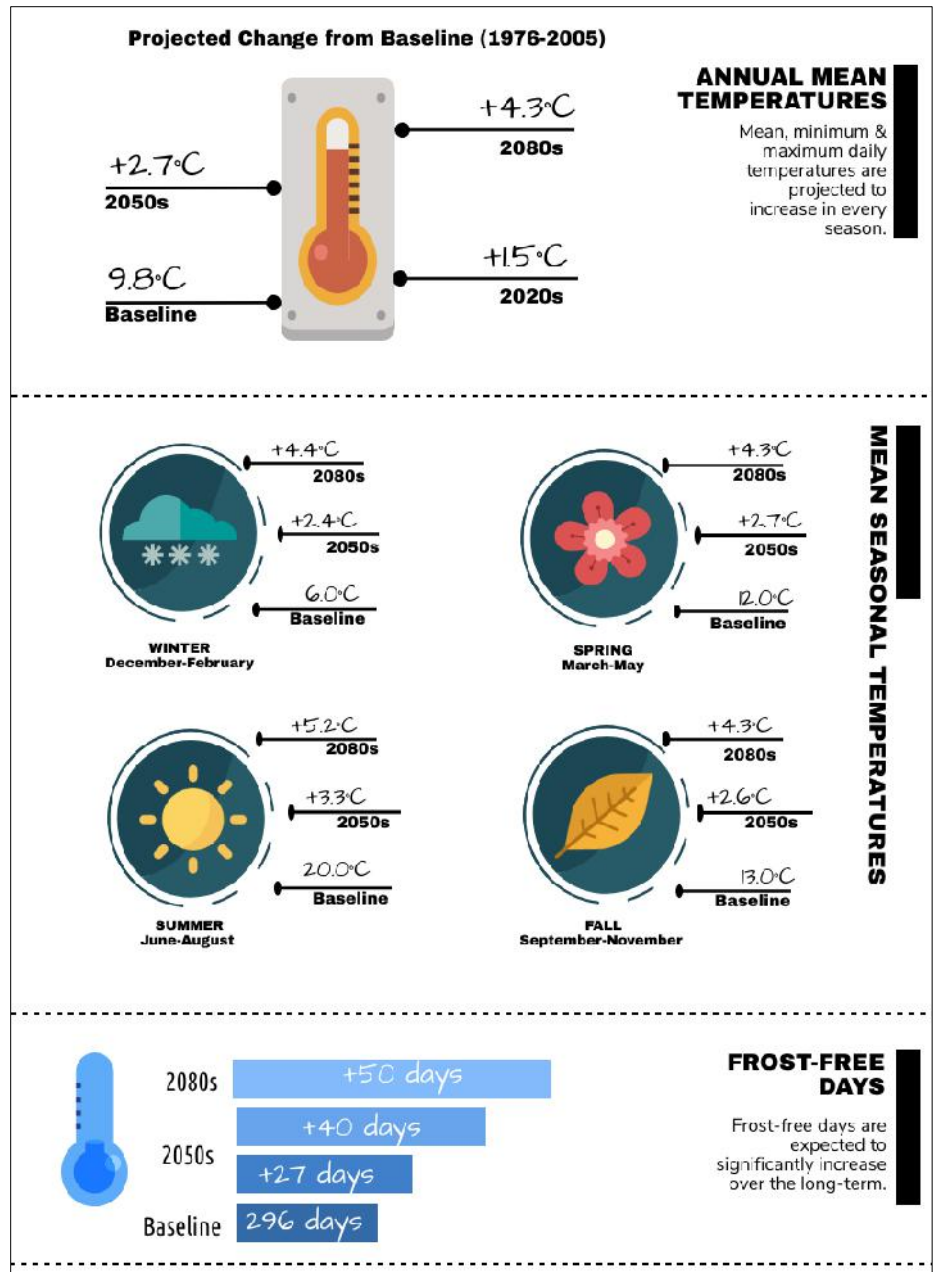 Projected Change from Baseline (1976-2005)
ANNUAL MEAN
TEMPERATURES
Mean, minimum &
maximum daily
temperatures are
projected to
increase in every
season.
+4.3°C
2080s
+2.7°C
2050s
+1.5°C
2020s
9.8°C
Baseline
MEAN SEASONAL TEMPERATURES
+4.4°C
2080s
+2.4°C
2050s
6.0°C
Baseline
WINTER
December-February
+4.3°C
2080s
+2.7°C
2050s
12.0°C
Baseline
SPRING
March-May
+5.2°C
2080s
+3.3°C
2050s
20.0°C
Baseline
SUMMER
June-August
+4.3°C
2080s
+2.6°C
2050s
13.0°C
Baseline
FALL
September-November
FROST-FREE
DAYS
Frost-free days are
expected to
significantly increase
over the long-term.
2080s
+50 days
+40 days
2050s
+27 days
Baseline
296 days